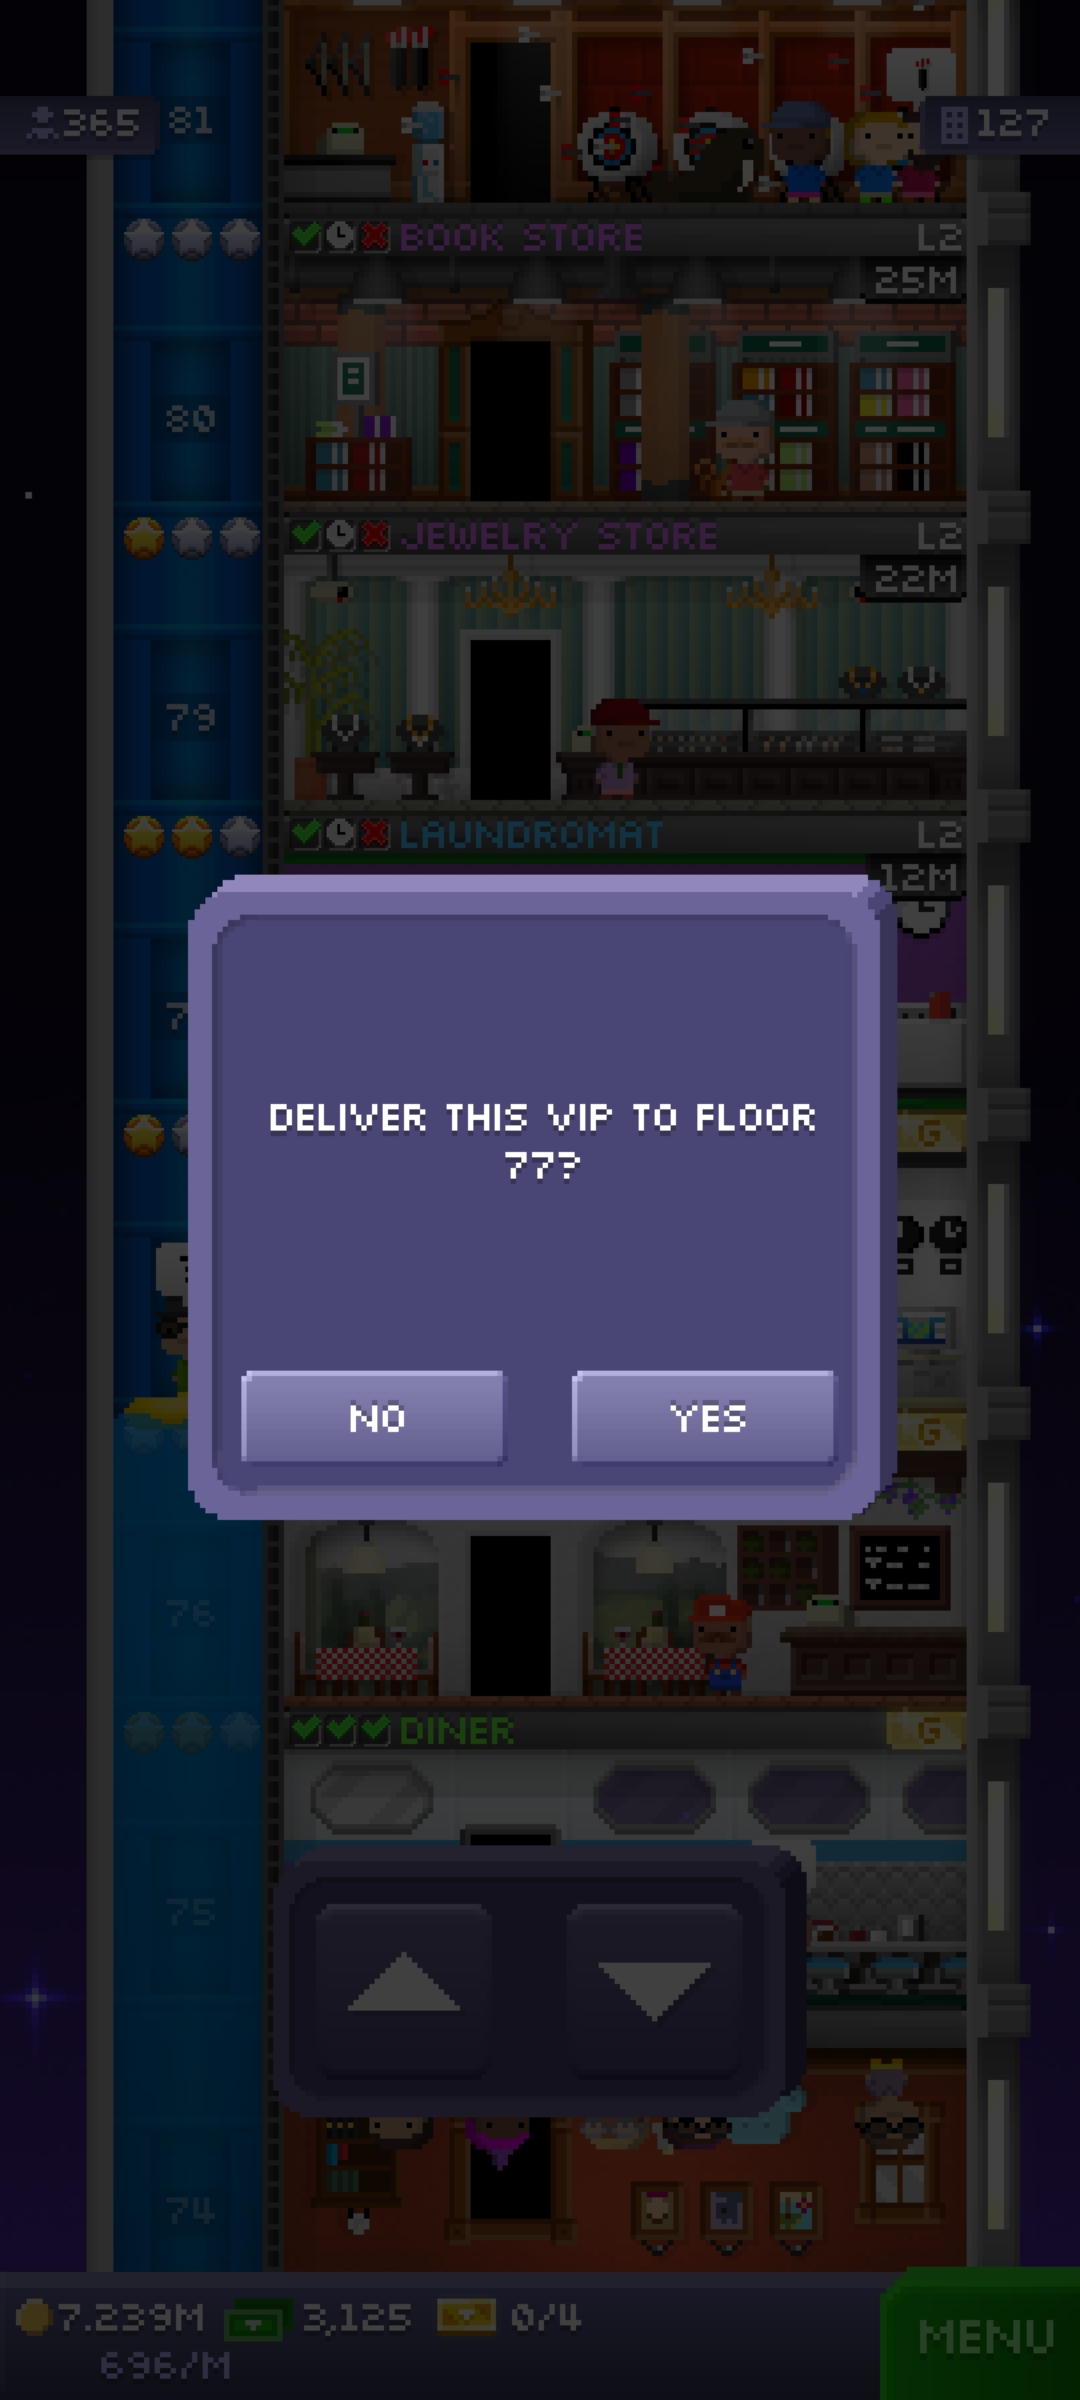 365
81
127
BOOK STORE
L2
25M
80
JEWELRY STORE
L2
22M
79
LAUNDROMAT
L2
12M
G
DELIVER THIS VIP TO FLOOR
77?
NO
YES
G
76
DINER
G
75
74
7.239M
3,125
0/4
696/M
MENU